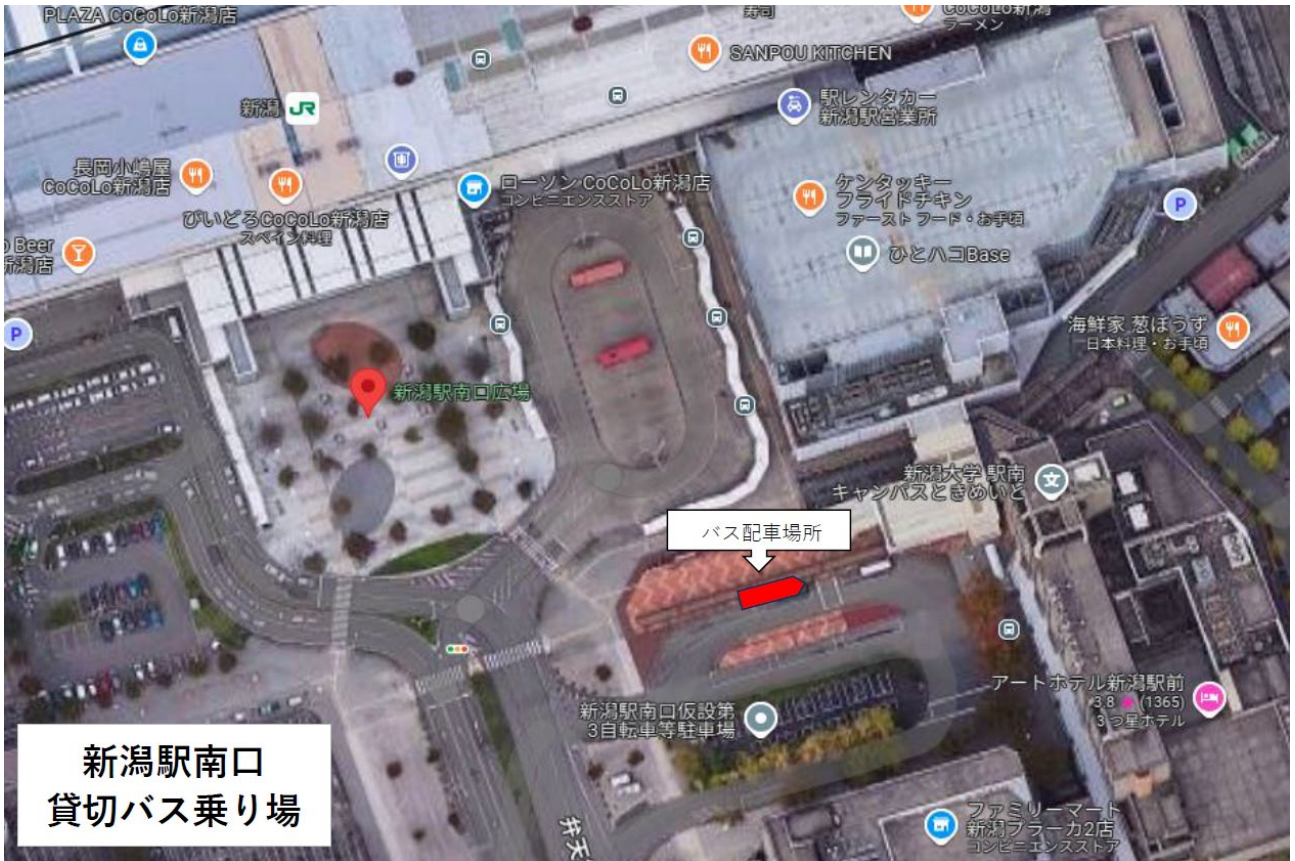 PLAZA CoCoLo新潟店
寿司
CoCoLo新潟
ラーメン
SANPOU KITCHEN
新潟
JR
駅レンタカー
新潟駅営業所
長岡小嶋屋
CoCoLo新潟店
びいどろCoCoLo新潟店
スペイン料理
ローソン CoCoLo新潟店
コンビニエンスストア
ケンタッキー
フライドチキン
ファースト フード・お手頃
P
Beer
新潟店
ひとハコBase
P
海鮮家 葱ぼうず
日本料理・お手頃
新潟駅南口広場
新潟大学 駅南
キャンパスときめいと
バス配車場所
アートホテル新潟駅前
3.8 ★ (1365)
3 つ星ホテル
新潟駅南口仮設第
3自転車等駐車場
新潟駅南口
貸切バス乗り場
弁天
ファミリーマート
新潟プラーカ2店
コンビニエンスストア